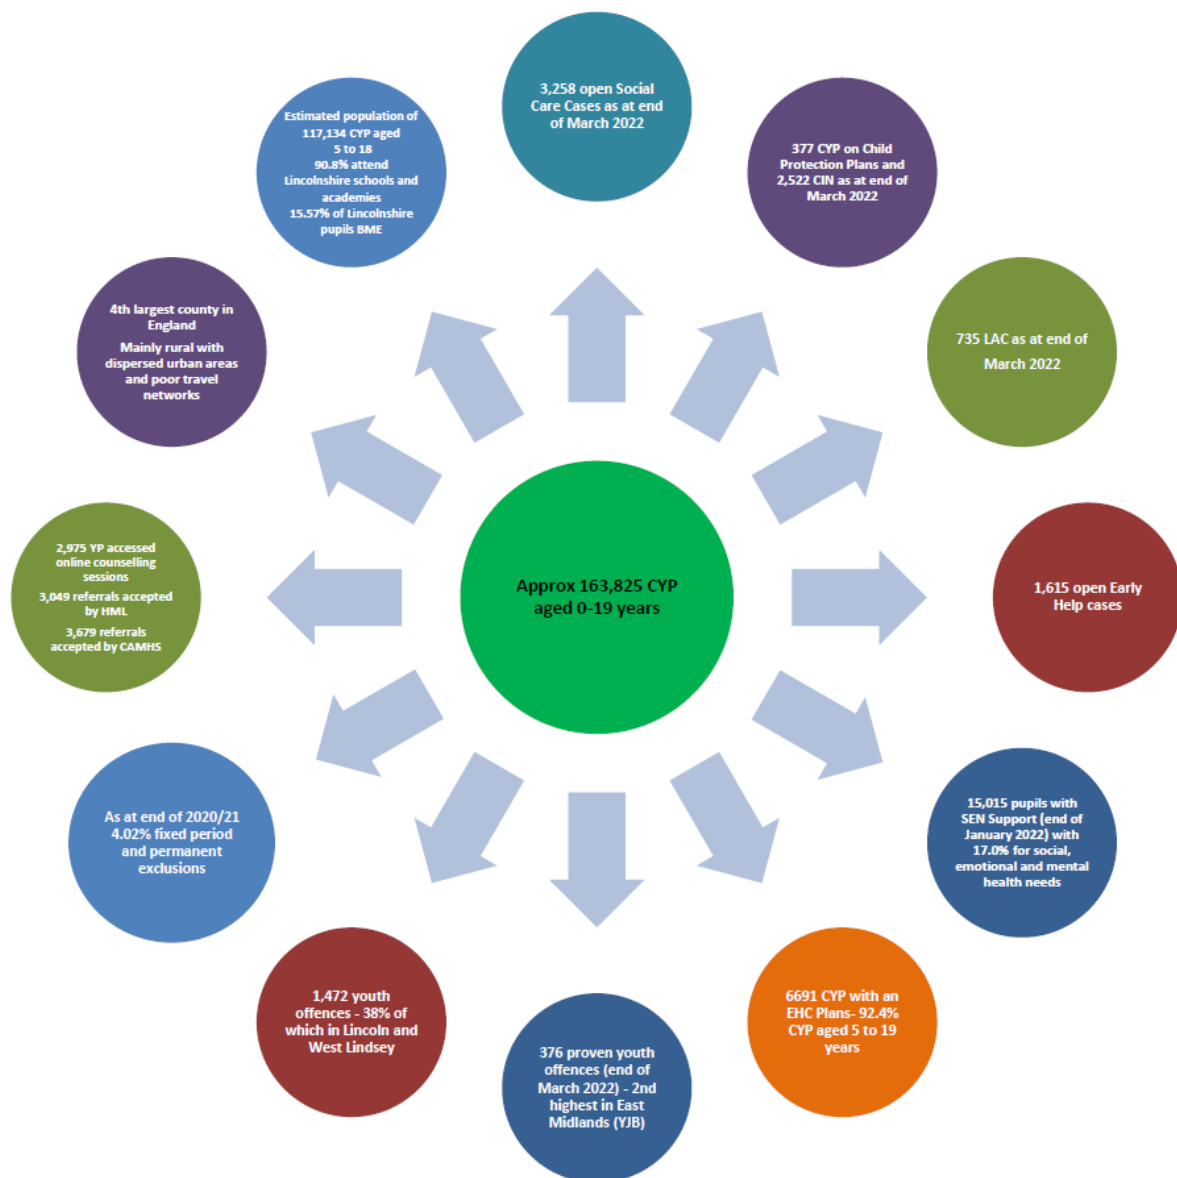 Approx 163,825 CYP
aged 0-19 years
3,258 open Social
Care Cases as at end
of March 2022
377 CYP on Child
Protection Plans and
2,522 CIN as at end of
March 2022
735 LAC as at end of
March 2022
1,615 open Early
Help cases
15,015 pupils with
SEN Support (end of
January 2022) with
17.0% for social,
emotional and mental
health needs
6691 CYP with an
EHC Plans- 92.4%
CYP aged 5 to 19
years
376 proven youth
offences (end of
March 2022) - 2nd
highest in East
Midlands (YJB)
1,472 youth
offences - 38% of
which in Lincoln and
West Lindsey
As at end of 2020/21
4.02% fixed period
and permanent
exclusions
2,975 YP accessed
online counselling
sessions
3,049 referrals
accepted by HML
3,679 referrals
accepted by CAMHS
4th largest county in
England
Mainly rural with
dispersed urban areas
and poor travel
networks
Estimated population of
117,134 CYP aged
5 to 18
90.8% attend
Lincolnshire schools and
academies
15.57% of Lincolnshire
pupils BME